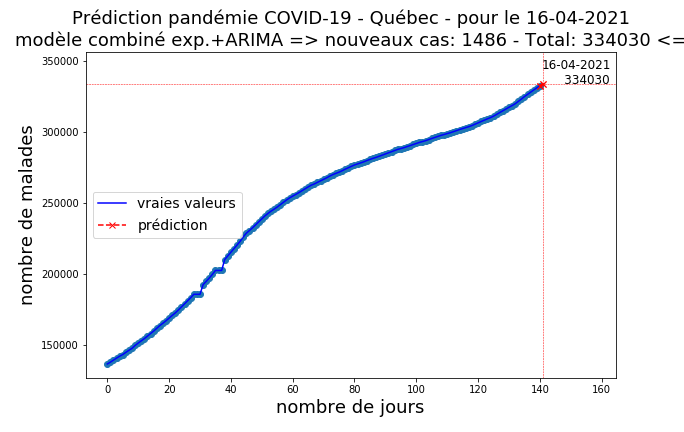 Prédiction pandémie COVID-19 - Québec - pour le 16-04-2021
modèle combiné exp.+ARIMA => nouveaux cas: 1486 - Total: 334030 <=
350000
300000
250000
200000
150000
nombre de malades
16-04-2021
334030
vraies valeurs
prédiction
0 20 40 60 80 100 120 140 160
nombre de jours